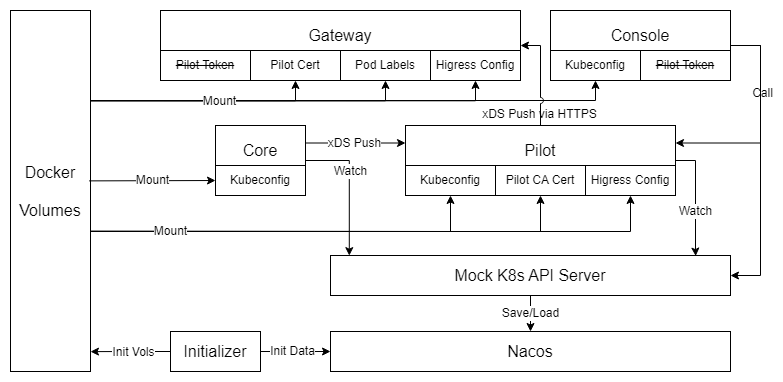 Gateway
Console
Pilot Token
Pilot Cert
Pod Labels
Higress Config
Kubeconfig
Pilot Token
Mount
Call
xDS Push via HTTPS
Core
xDS Push
Pilot
Docker
Volumes
Mount
Kubeconfig
Watch
Kubeconfig
Pilot CA Cert
Higress Config
Watch
Mount
Mock K8s API Server
Save/Load
Init Vols
Initializer
Init Data
Nacos